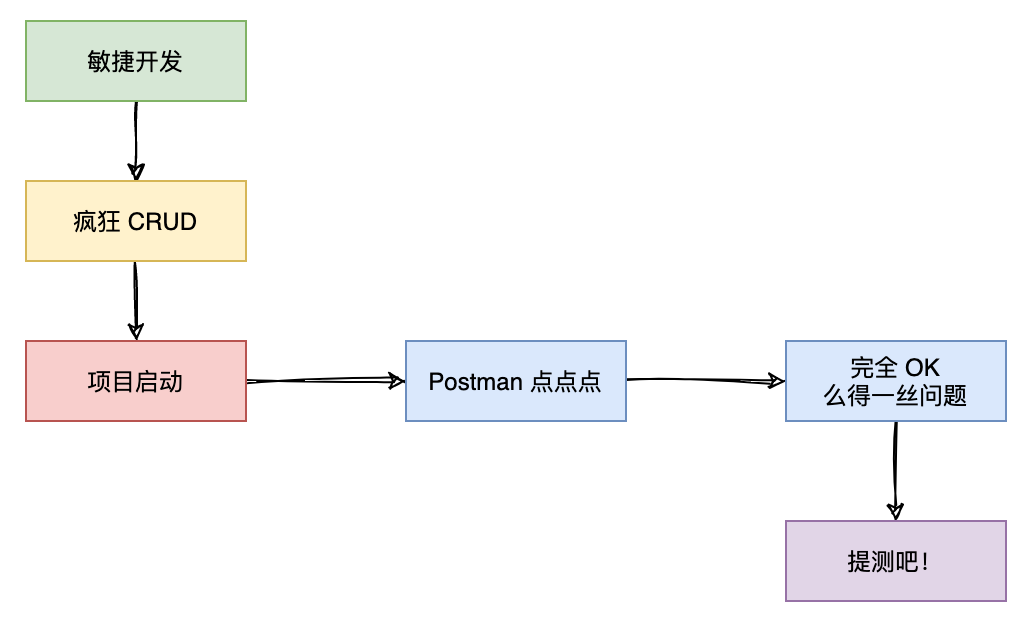 敏捷开发
疯狂 CRUD
项目启动
Postman 点点点
完全 OK
么得一丝问题
提测吧！